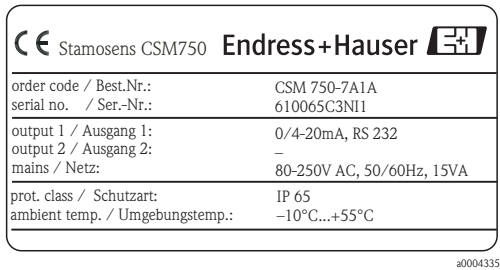 CE Stamosens CSM750 Endress+Hauser EH
order code / Best.Nr.: CSM 750-7A1A
serial no. / Ser.-Nr.: 610065C3NI1
output 1 / Ausgang 1: 0/4-20mA, RS 232
output 2 / Ausgang 2: –
mains / Netz: 80-250V AC, 50/60Hz, 15VA
prot. class / Schutzart: IP 65
ambient temp. / Umgebungstemp.: –10°C...+55°C
a0004335